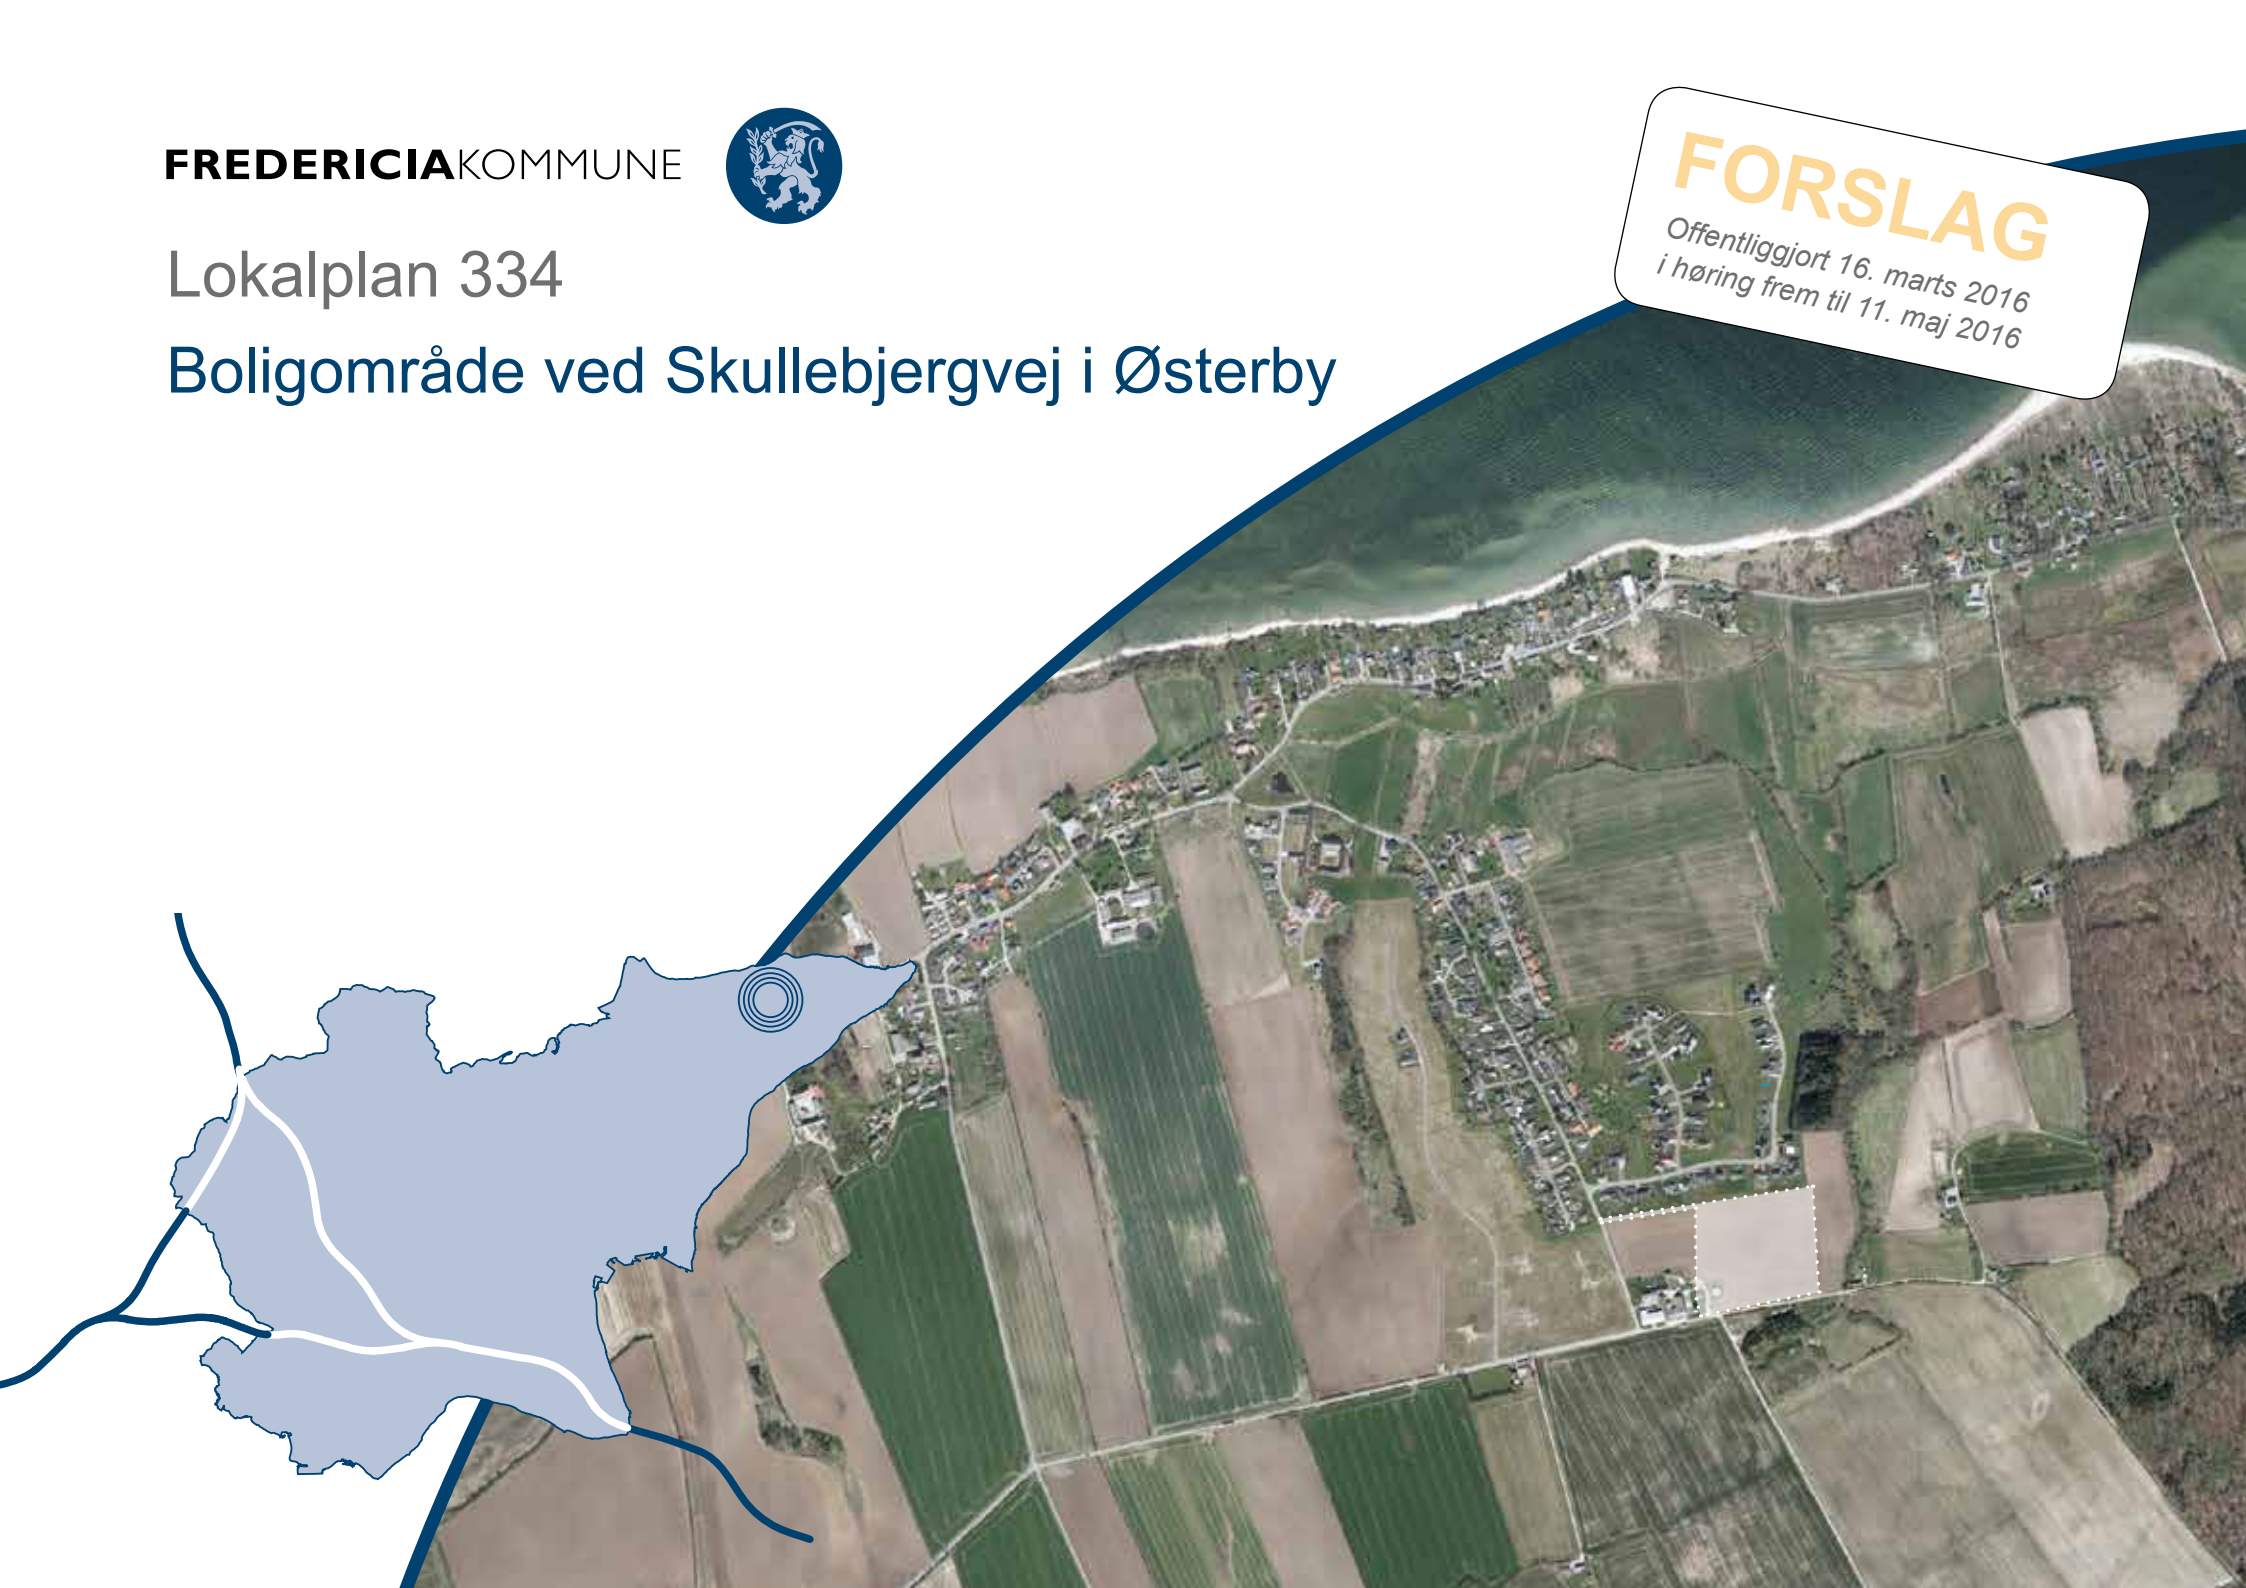 FREDERICIAKOMMUNE
Lokalplan 334
Boligområde ved Skullebjergvej i Østerby
FORSLAG
Offentliggjort 16. marts 2016
i høring frem til 11. maj 2016